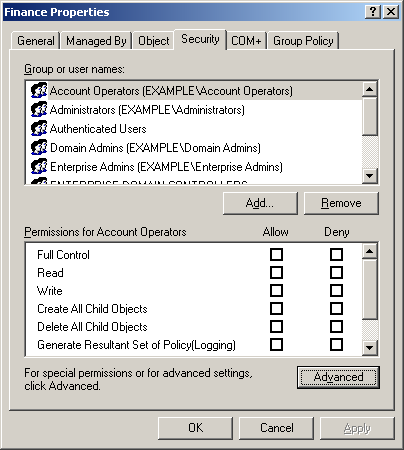 Finance Properties
General Managed By Object Security COM+ Group Policy
Group or user names:
Account Operators (EXAMPLE\Account Operators)
Administrators (EXAMPLE\Administrators)
Authenticated Users
Domain Admins (EXAMPLE\Domain Admins)
Enterprise Admins (EXAMPLE\Enterprise Admins)
ENTERPRISE DOMAIN CONTROLLERS
Add... Remove
Permissions for Account Operators Allow Deny
Full Control
Read
Write
Create All Child Objects
Delete All Child Objects
Generate Resultant Set of Policy(Logging)
For special permissions or for advanced settings,
click Advanced.
Advanced
OK Cancel Apply